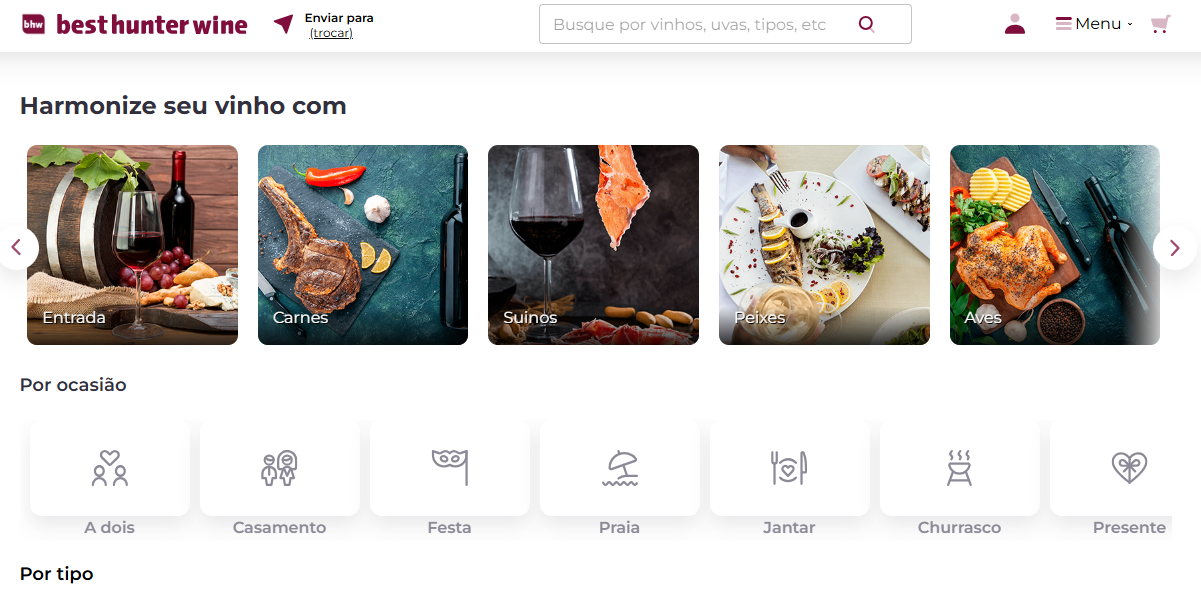 bhw best hunter wine
Enviar para
(trocar)
Busque por vinhos, uvas, tipos, etc
Menu
Harmonize seu vinho com
Entrada
Carnes
Suinos
Peixes
Aves
Por ocasião
A dois
Casamento
Festa
Praia
Jantar
Churrasco
Presente
Por tipo